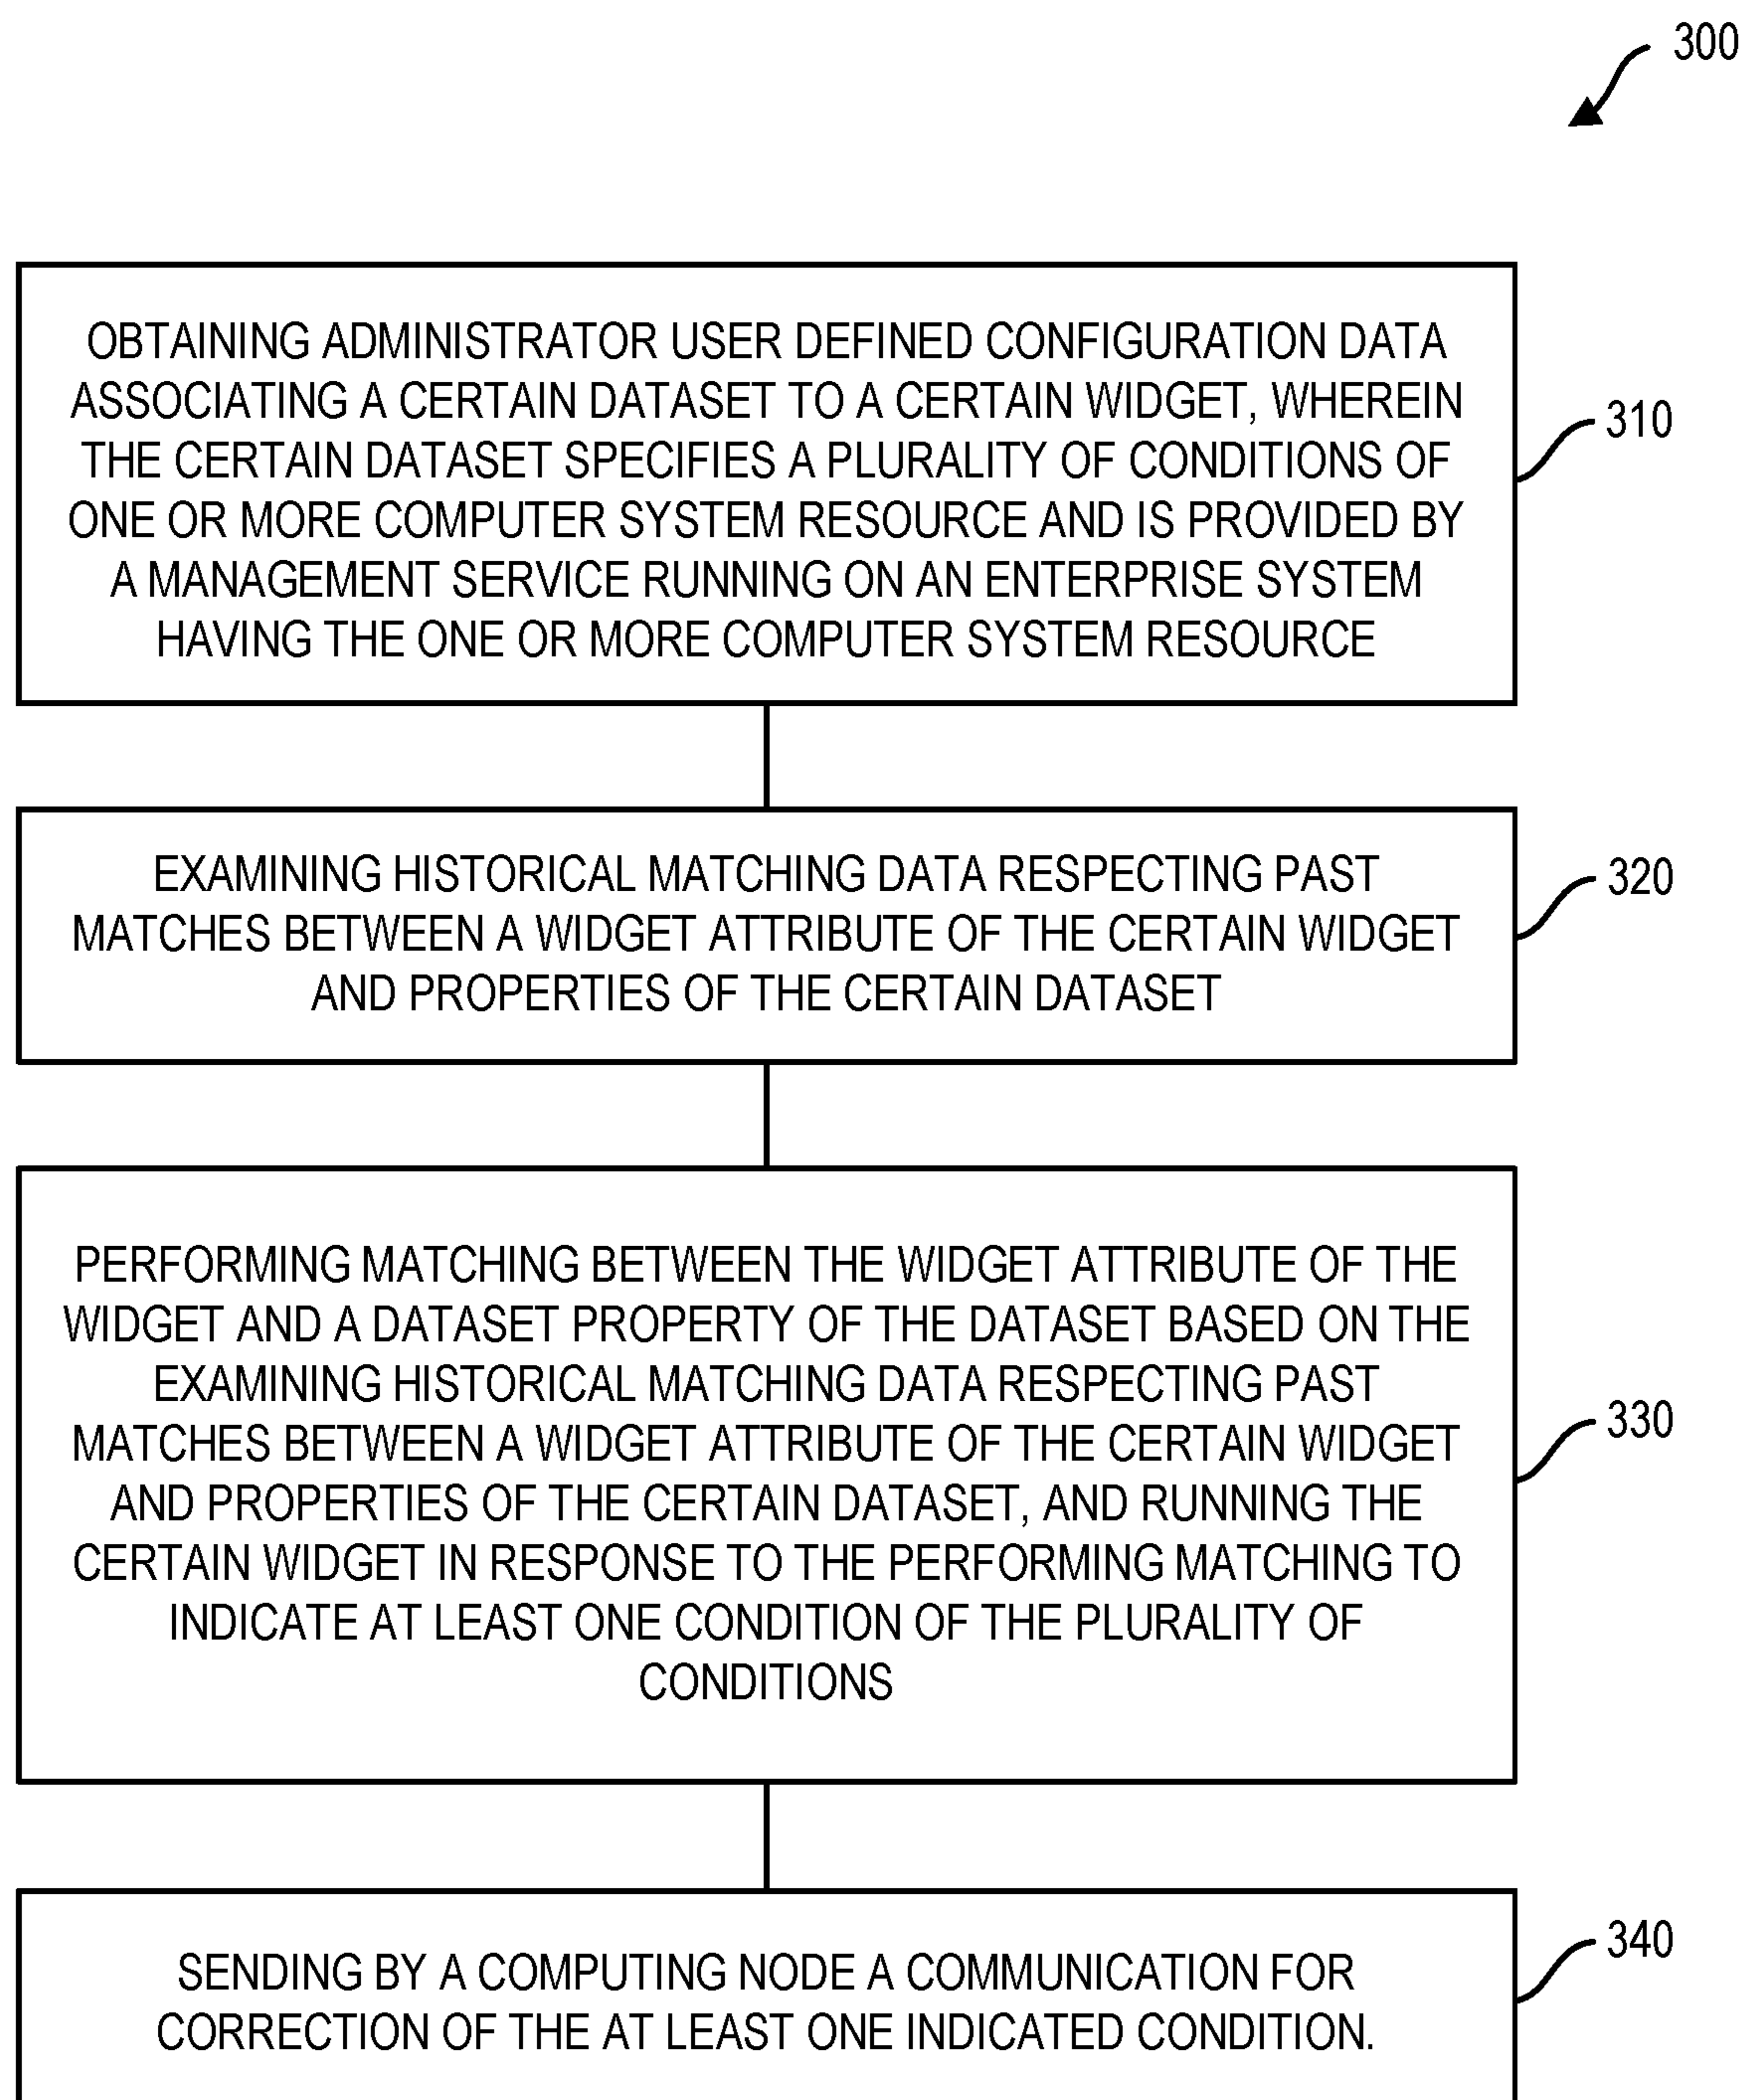 300
OBTAINING ADMINISTRATOR USER DEFINED CONFIGURATION DATA
ASSOCIATING A CERTAIN DATASET TO A CERTAIN WIDGET, WHEREIN
THE CERTAIN DATASET SPECIFIES A PLURALITY OF CONDITIONS OF
ONE OR MORE COMPUTER SYSTEM RESOURCE AND IS PROVIDED BY
A MANAGEMENT SERVICE RUNNING ON AN ENTERPRISE SYSTEM
HAVING THE ONE OR MORE COMPUTER SYSTEM RESOURCE
310
EXAMINING HISTORICAL MATCHING DATA RESPECTING PAST
MATCHES BETWEEN A WIDGET ATTRIBUTE OF THE CERTAIN WIDGET
AND PROPERTIES OF THE CERTAIN DATASET
320
PERFORMING MATCHING BETWEEN THE WIDGET ATTRIBUTE OF THE
WIDGET AND A DATASET PROPERTY OF THE DATASET BASED ON THE
EXAMINING HISTORICAL MATCHING DATA RESPECTING PAST
MATCHES BETWEEN A WIDGET ATTRIBUTE OF THE CERTAIN WIDGET
AND PROPERTIES OF THE CERTAIN DATASET, AND RUNNING THE
CERTAIN WIDGET IN RESPONSE TO THE PERFORMING MATCHING TO
INDICATE AT LEAST ONE CONDITION OF THE PLURALITY OF
CONDITIONS
330
SENDING BY A COMPUTING NODE A COMMUNICATION FOR
CORRECTION OF THE AT LEAST ONE INDICATED CONDITION.
340